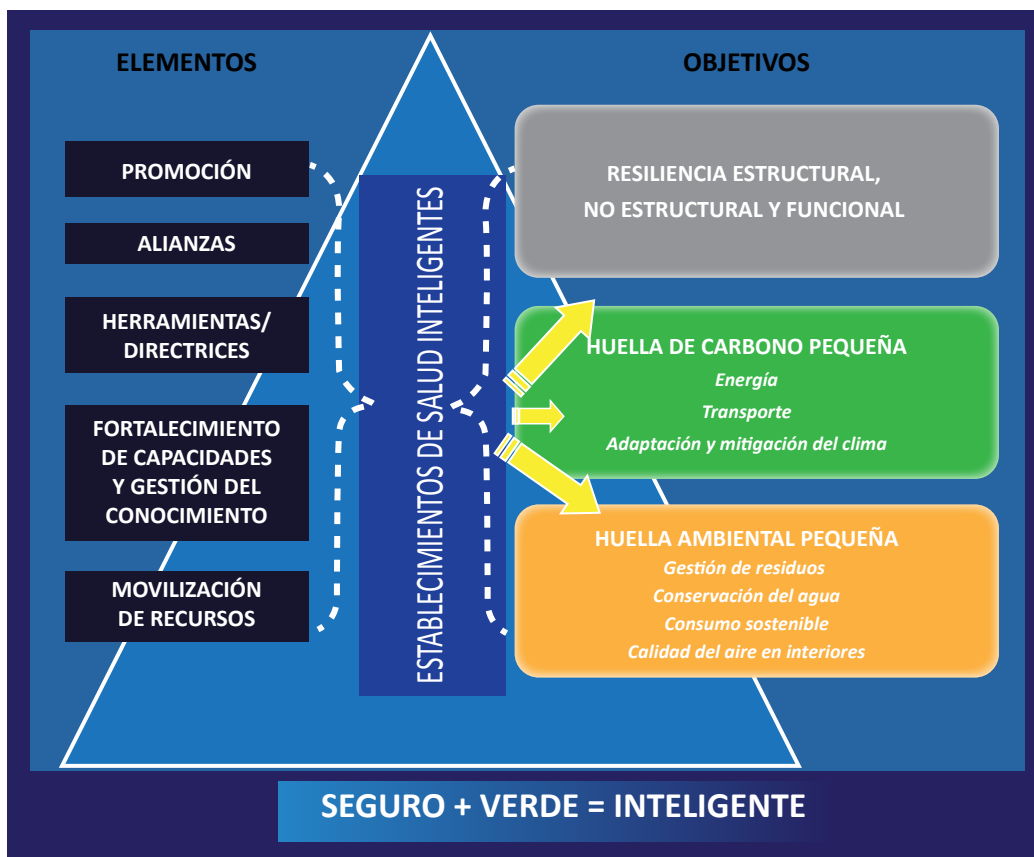 ELEMENTOS
PROMOCIÓN
ALIANZAS
HERRAMIENTAS/
DIRECTRICES
FORTALECIMIENTO
DE CAPACIDADES
Y GESTIÓN DEL
CONOCIMIENTO
MOVILIZACIÓN
DE RECURSOS
ESTABLECIMIENTOS DE SALUD INTELIGENTES
OBJETIVOS
RESILIENCIA ESTRUCTURAL,
NO ESTRUCTURAL Y FUNCIONAL
HUELLA DE CARBONO PEQUEÑA
Energía
Transporte
Adaptación y mitigación del clima
HUELLA AMBIENTAL PEQUEÑA
Gestión de residuos
Conservación del agua
Consumo sostenible
Calidad del aire en interiores
SEGURO + VERDE = INTELIGENTE